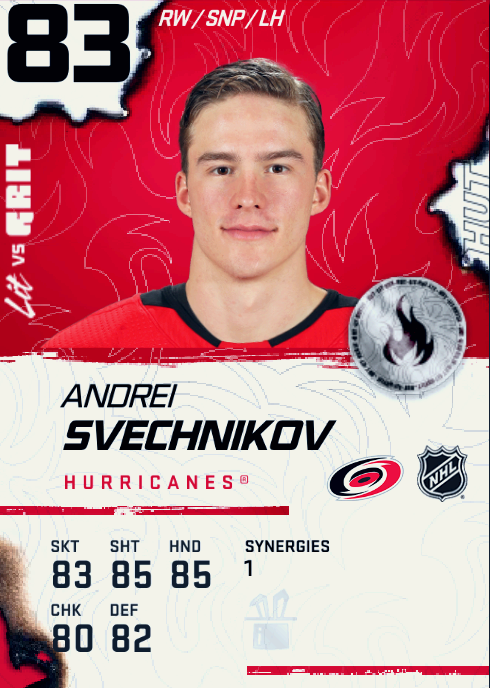 83
RW / SNP / LH
Lit vs GRIT
HUT
ANDREI
SVECHNIKOV
HURRICANES®
NHL
SKT SHT HND SYNERGIES
83 85 85 1
CHK DEF
80 82